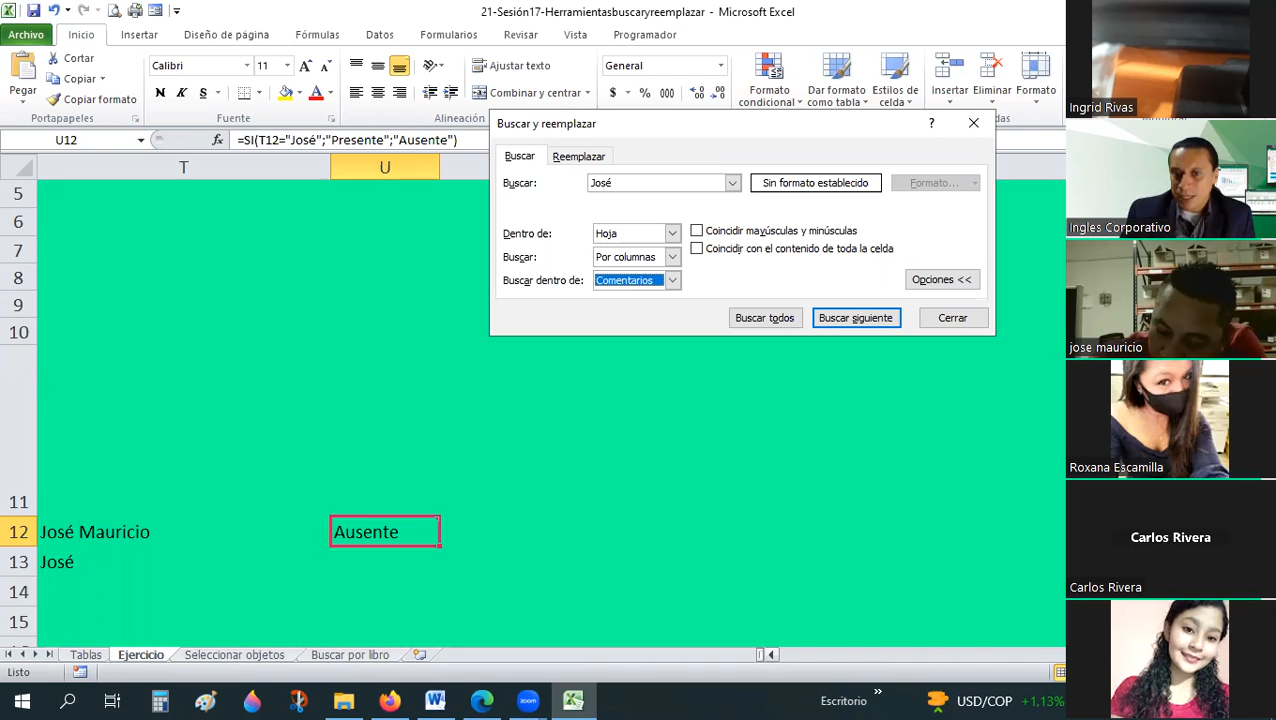 21-Sesión17-Herramientasbuscaryreemplazar - Microsoft Excel
Archivo Inicio Insertar Diseño de página Fórmulas Datos Formularios Revisar Vista Programador
Pegar
Cortar
Copiar
Copiar formato
Portapapeles
Calibri 11
N K S
Fuente
Ajustar texto
Combinar y centrar
Alineación
General
$ % 000
Formato condicional
Dar formato como tabla
Estilos de celda
Insertar Eliminar Formato
U12 fx =SI(T12="José";"Presente";"Ausente")
T U
5
6
7
8
9
10
11
12 José Mauricio Ausente
13 José
14
15
Buscar y reemplazar ?
Buscar Reemplazar
Buscar: José Sin formato establecido Formato...
Dentro de: Hoja Coincidir mayúsculas y minúsculas
Buscar: Por columnas Coincidir con el contenido de toda la celda
Buscar dentro de: Comentarios Opciones <<
Buscar todos Buscar siguiente Cerrar
Tablas Ejercicio Seleccionar objetos Buscar por libro
Listo
Escritorio » USD/COP +1,13%
zoom
Ingrid Rivas
Ingles Corporativo
jose mauricio
Roxana Escamilla
Carlos Rivera
Carlos Rivera